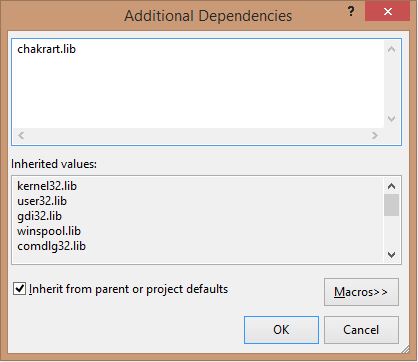 Additional Dependencies
?
chakrart.lib
Inherited values:
kernel32.lib
user32.lib
gdi32.lib
winspool.lib
comdlg32.lib
Inherit from parent or project defaults
Macros>>
OK
Cancel